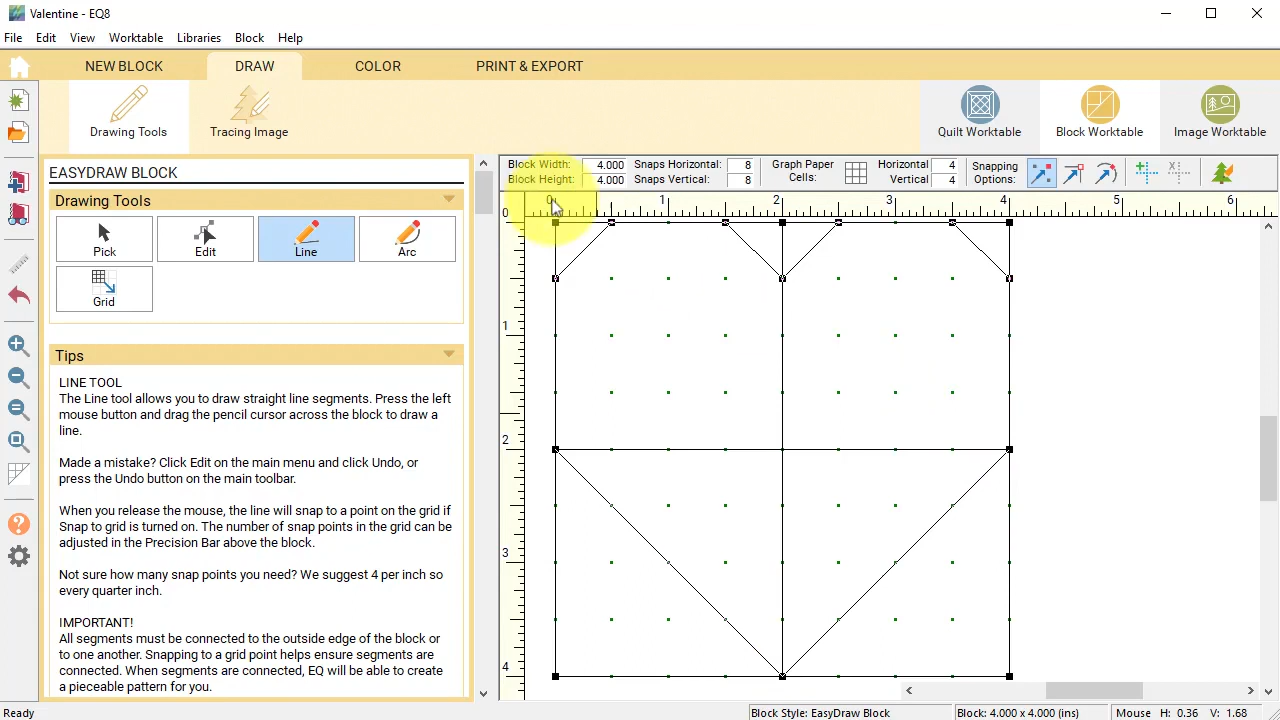 Valentine - EQ8
File Edit View Worktable Libraries Block Help
NEW BLOCK DRAW COLOR PRINT & EXPORT
Drawing Tools Tracing Image Quilt Worktable Block Worktable Image Worktable
EASYDRAW BLOCK
Drawing Tools
Pick Edit Line Arc
Grid
Tips
LINE TOOL
The Line tool allows you to draw straight line segments. Press the left
mouse button and drag the pencil cursor across the block to draw a
line.
Made a mistake? Click Edit on the main menu and click Undo, or
press the Undo button on the main toolbar.
When you release the mouse, the line will snap to a point on the grid if
Snap to grid is turned on. The number of snap points in the grid can be
adjusted in the Precision Bar above the block.
Not sure how many snap points you need? We suggest 4 per inch so
every quarter inch.
IMPORTANT!
All segments must be connected to the outside edge of the block or
to one another. Snapping to a grid point helps ensure segments are
connected. When segments are connected, EQ will be able to create
a pieceable pattern for you.
Block Width: 4.000 Snaps Horizontal: 8 Graph Paper Horizontal 4 Snapping
Block Height: 4.000 Snaps Vertical: 8 Cells: Vertical 4 Options:
0 1 2 3 4 5 6
0
1
2
3
4
Ready Block Style: EasyDraw Block Block: 4.000 x 4.000 (ins) Mouse H: 0.36 V: 1.68